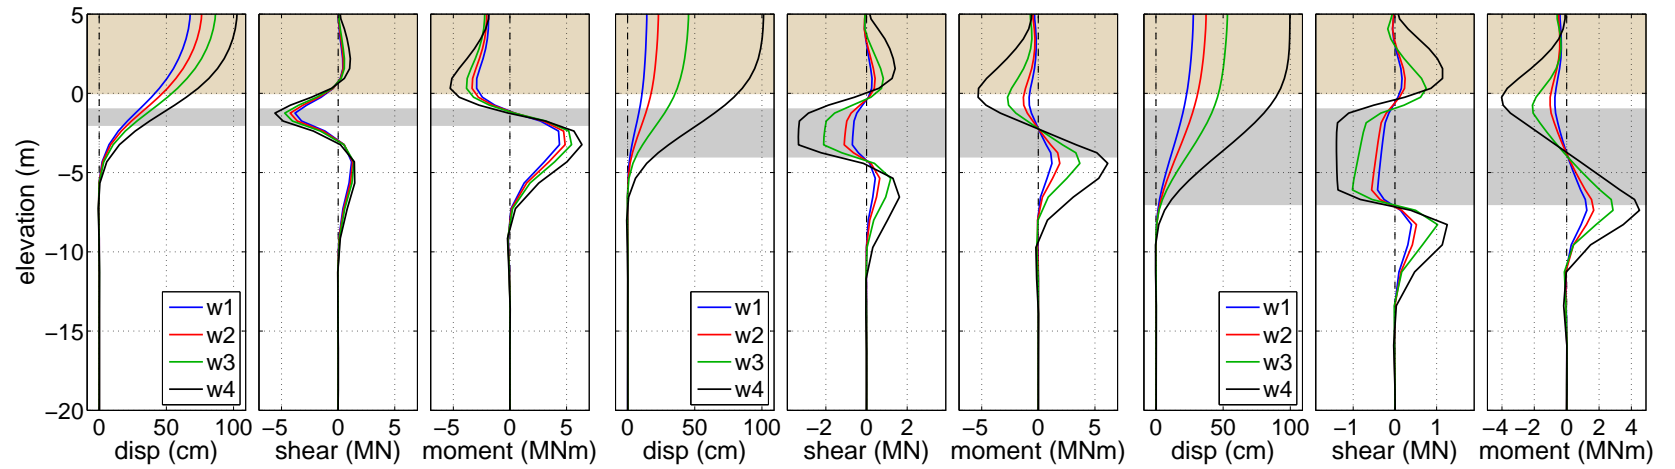 elevation (m)
5
0
−5
−10
−15
−20
w1
w2
w3
w4
0 50 100
disp (cm)
−5 0 5
shear (MN)
−5 0 5
moment (MNm)
w1
w2
w3
w4
0 50 100
disp (cm)
−2 0 2
shear (MN)
−5 0 5
moment (MNm)
w1
w2
w3
w4
0 50 100
disp (cm)
−1 0 1
shear (MN)
−4 −2 0 2 4
moment (MNm)